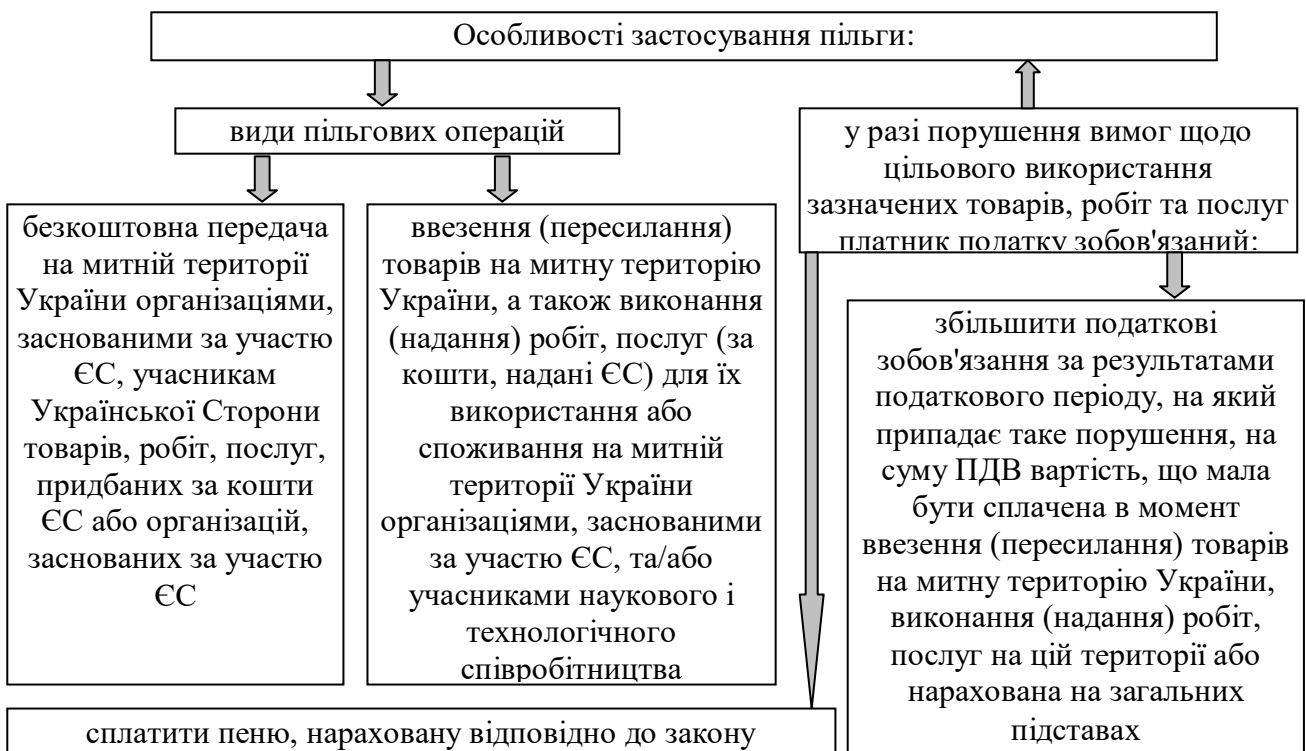 Особливості застосування пільги:
види пільгових операцій
безкоштовна передача
на митній території
України організаціями,
заснованими за участю
ЄС, учасникам
Української Сторони
товарів, робіт, послуг,
придбаних за кошти
ЄС або організацій,
заснованих за участю
ЄС
ввезення (пересилання)
товарів на митну територію
України, а також виконання
(надання) робіт, послуг (за
кошти, надані ЄС) для їх
використання або
споживання на митній
території України
організаціями, заснованими
за участю ЄС, та/або
учасниками наукового і
технологічного
співробітництва
у разі порушення вимог щодо
цільового використання
зазначених товарів, робіт та послуг
платник податку зобов'язаний:
збільшити податкові
зобов'язання за результатами
податкового періоду, на який
припадає таке порушення, на
суму ПДВ вартість, що мала
бути сплачена в момент
ввезення (пересилання) товарів
на митну територію України,
виконання (надання) робіт,
послуг на цій території або
нарахована на загальних
підставах
сплатити пеню, нараховану відповідно до закону